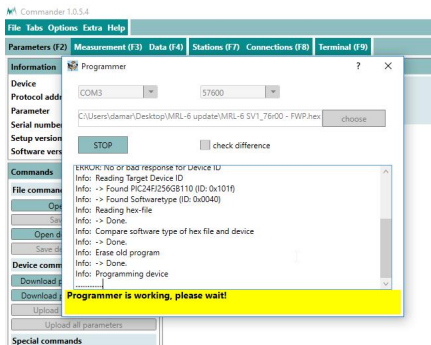 Commander 1.0.5.4
File Tabs Options Extra Help
Parameters (F2) Measurement (F3) Data (F4) Stations (F7) Connections (F8) Terminal (F9)
Information
Programmer ? X
Device
Protocol addr
Parameter
Serial number
Setup version
Software vers
COM3 57600
C:\Users\damar\Desktop\MRL-6 update\MRL-6 SV1_76r00 - FWP.hex choose
STOP check difference
ERROR: No or bad response for Device ID
Info: Reading Target Device ID
Info: -> Found PIC24FJ256GB110 (ID: 0x101f)
Info: -> Found Softwaretype (ID: 0x0040)
Info: Reading hex-file
Info: -> Done.
Info: Compare software type of hex file and device
Info: -> Done.
Info: Erase old program
Info: -> Done.
Info: Programming device
............
Programmer is working, please wait!
Commands
File comman
Ope
Sav
Open d
Save de
Device comm
Download p
Download p
Upload
Upload all parameters
Special commands